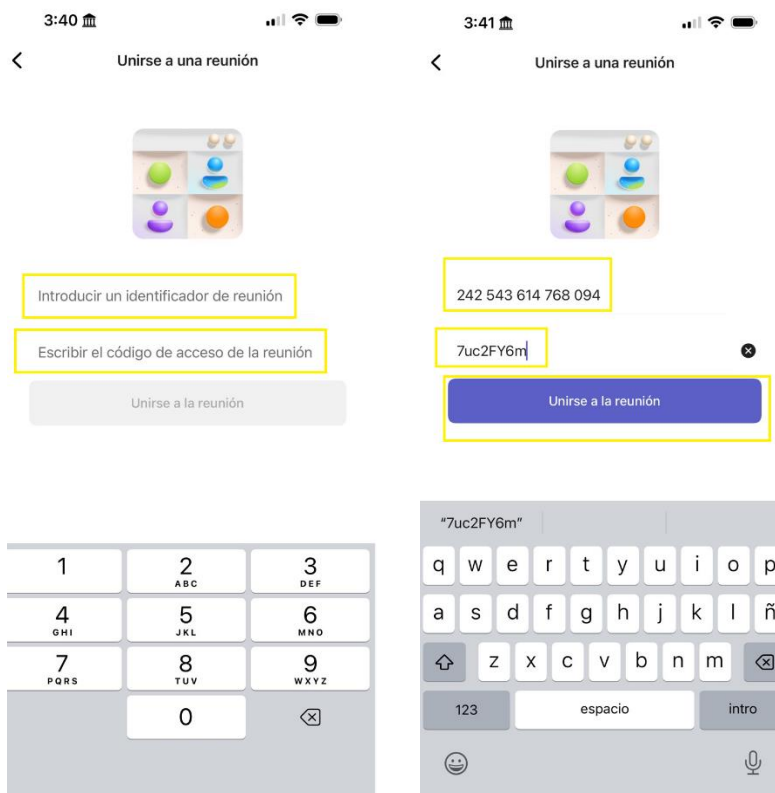 3:40
Unirse a una reunión
Introducir un identificador de reunión
Escribir el código de acceso de la reunión
Unirse a la reunión
1
2
ABC
3
DEF
4
GHI
5
JKL
6
MNO
7
PQRS
8
TUV
9
WXYZ
0
3:41
Unirse a una reunión
242 543 614 768 094
7uc2FY6m
Unirse a la reunión
"7uc2FY6m"
q w e r t y u i o p
a s d f g h j k l ñ
z x c v b n m
123 espacio intro